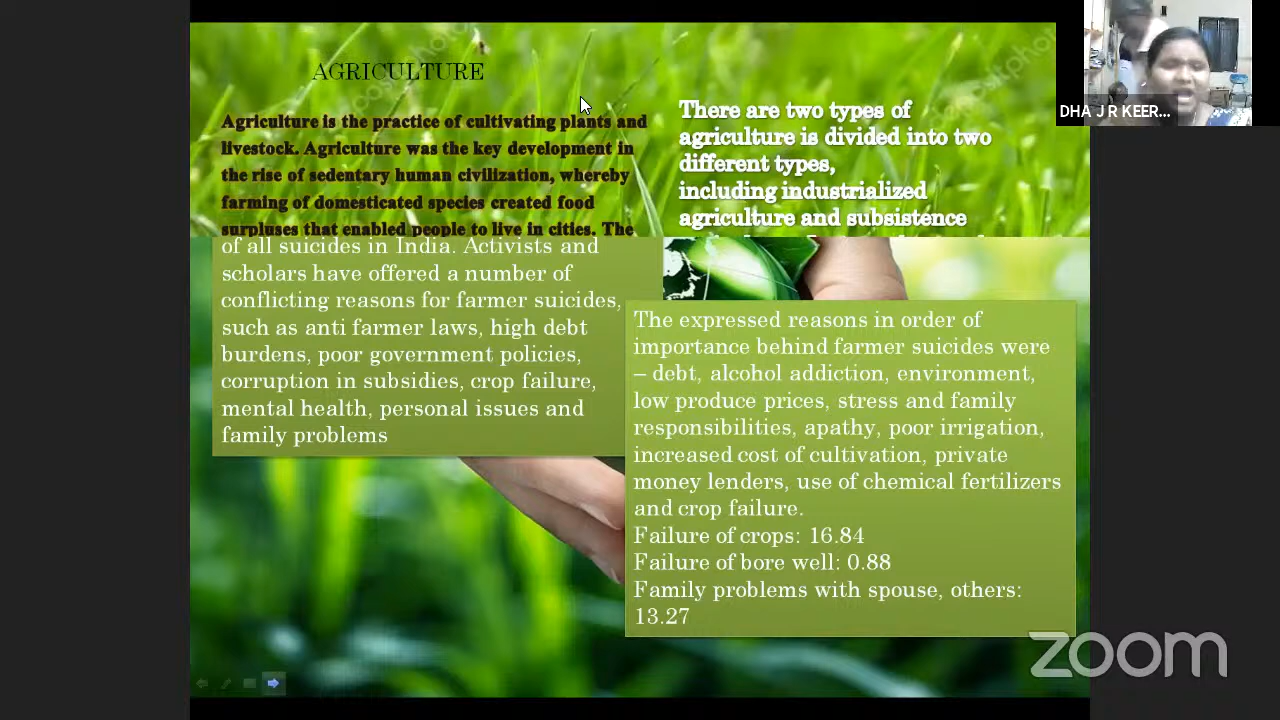 AGRICULTURE
Agriculture is the practice of cultivating plants and
livestock. Agriculture was the key development in
the rise of sedentary human civilization, whereby
farming of domesticated species created food
surpluses that enabled people to live in cities. The
There are two types of
agriculture is divided into two
different types,
including industrialized
agriculture and subsistence
of all suicides in India. Activists and
scholars have offered a number of
conflicting reasons for farmer suicides,
such as anti farmer laws, high debt
burdens, poor government policies,
corruption in subsidies, crop failure,
mental health, personal issues and
family problems
The expressed reasons in order of
importance behind farmer suicides were
– debt, alcohol addiction, environment,
low produce prices, stress and family
responsibilities, apathy, poor irrigation,
increased cost of cultivation, private
money lenders, use of chemical fertilizers
and crop failure.
Failure of crops: 16.84
Failure of bore well: 0.88
Family problems with spouse, others:
13.27
DHA J R KEER...
zoom